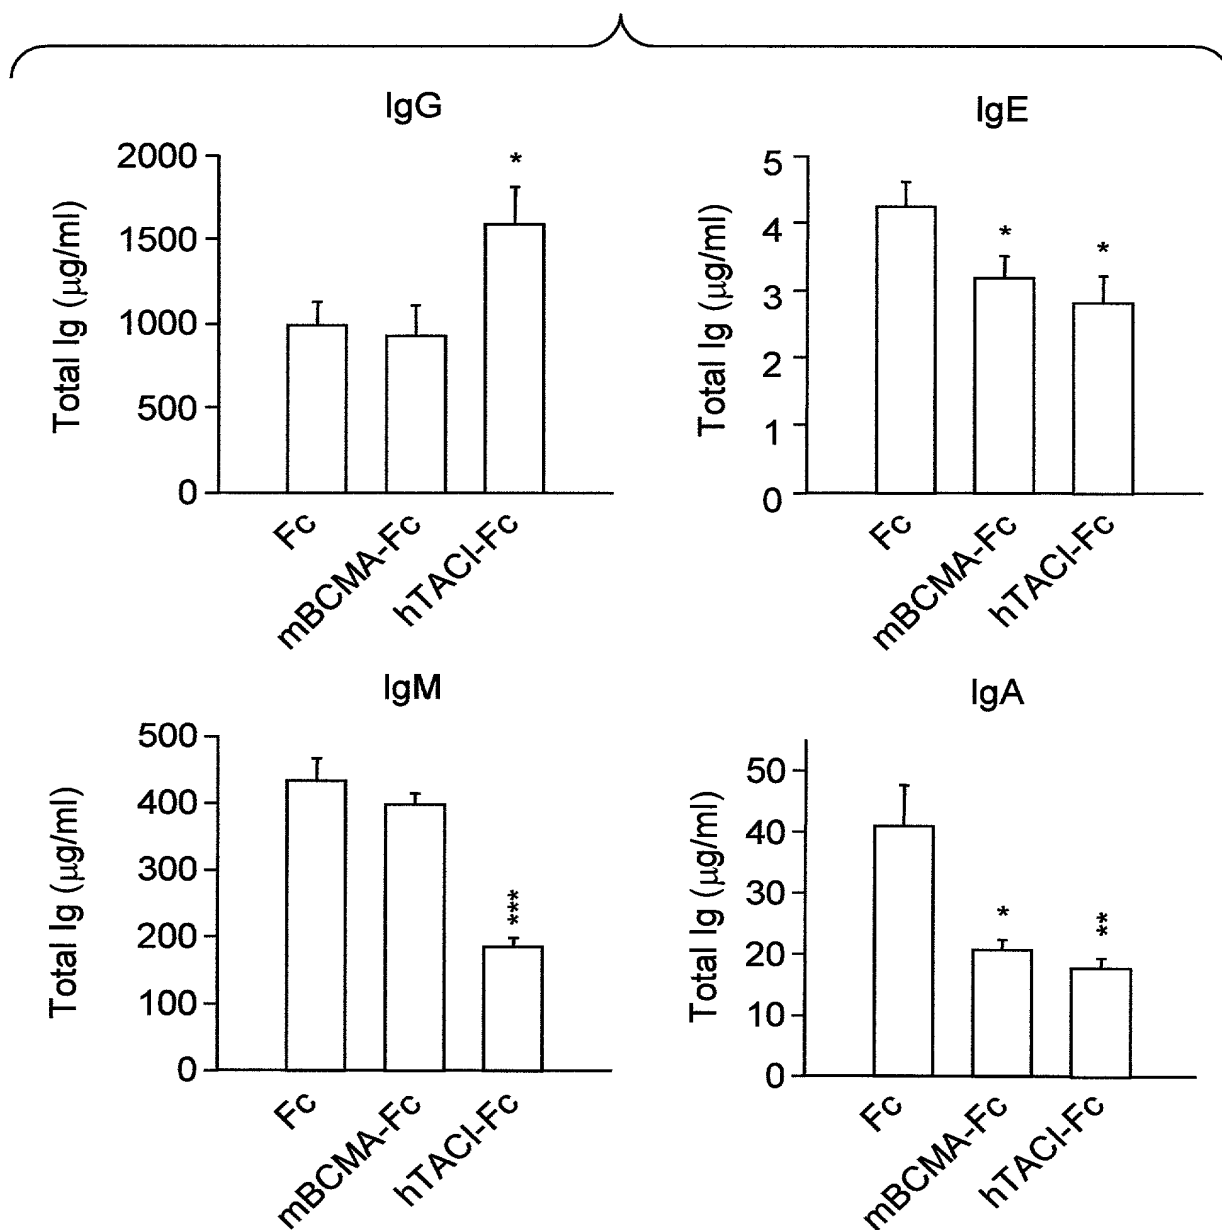 IgG
2000
1500
1000
500
0
Total Ig (μg/ml)
*
Fc
mBCMA-Fc
hTACI-Fc
IgE
5
4
3
2
1
0
Total Ig (μg/ml)
*
*
Fc
mBCMA-Fc
hTACI-Fc
IgM
500
400
300
200
100
0
Total Ig (μg/ml)
***
Fc
mBCMA-Fc
hTACI-Fc
IgA
50
40
30
20
10
0
Total Ig (μg/ml)
*
**
Fc
mBCMA-Fc
hTACI-Fc